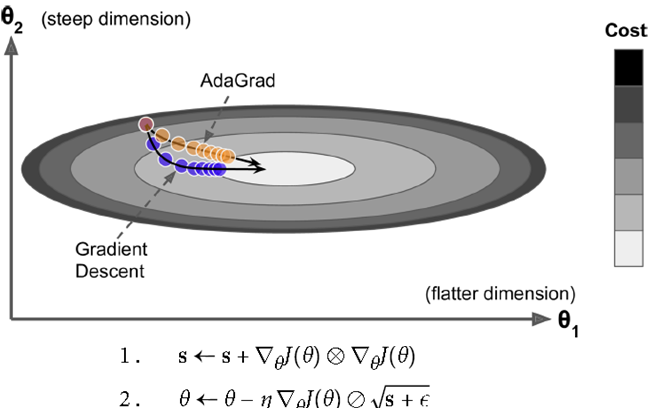 θ₂ (steep dimension)
Cost
AdaGrad
Gradient
Descent
(flatter dimension)
θ₁
1. s ← s + ∇θJ(θ) ⊗ ∇θJ(θ)
2. θ ← θ − η ∇θJ(θ) ⊘ √(s + ϵ)